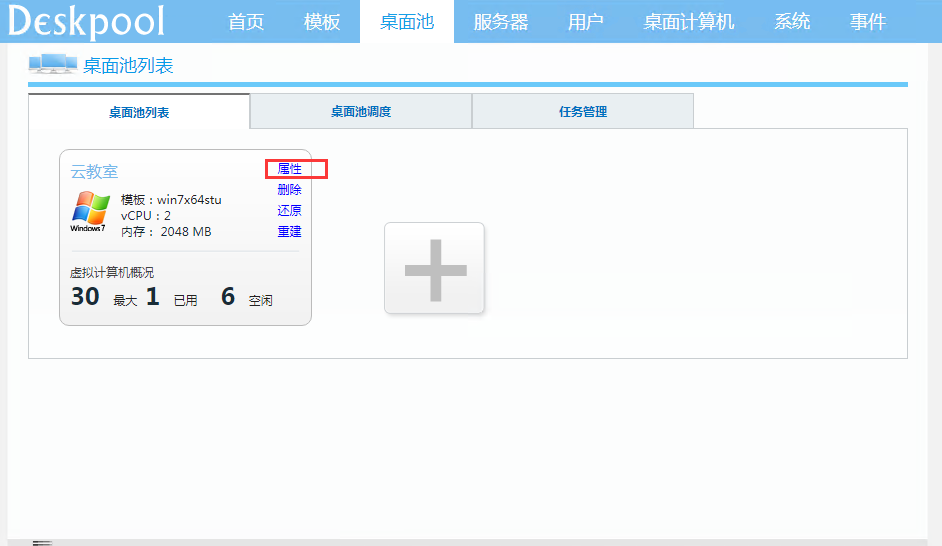 Deskpool 首页 模板 桌面池 服务器 用户 桌面计算机 系统 事件
桌面池列表
桌面池列表 桌面池调度 任务管理
云教室 属性
删除
模板：win7x64stu
还原
vCPU：2
内存： 2048 MB 重建
Windows7
虚拟计算机概况
30 最大 1 已用 6 空闲